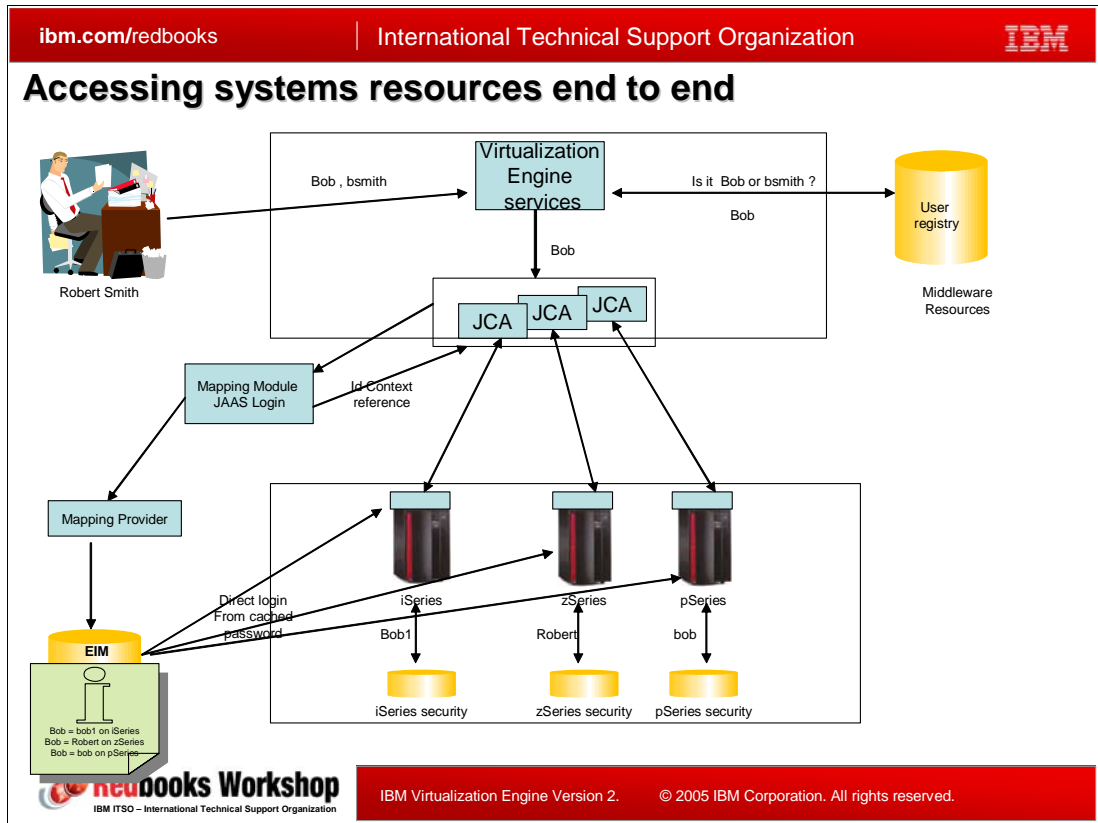 ibm.com/redbooks
International Technical Support Organization
IBM
Accessing systems resources end to end
Virtualization
Engine
services
Bob , bsmith
Is it Bob or bsmith ?
Bob
User
registry
Bob
Robert Smith
Middleware
Resources
JCA
JCA
JCA
Mapping Module
JAAS Login
Id Context
reference
Mapping Provider
Direct login
From cached
password
iSeries
zSeries
pSeries
Bob1
Robert
bob
EIM
iSeries security
zSeries security
pSeries security
i
Bob = bob1 on iSeries
Bob = Robert on zSeries
Bob = bob on pSeries
Redbooks Workshop
IBM ITSO – International Technical Support Organization
IBM Virtualization Engine Version 2.
© 2005 IBM Corporation. All rights reserved.